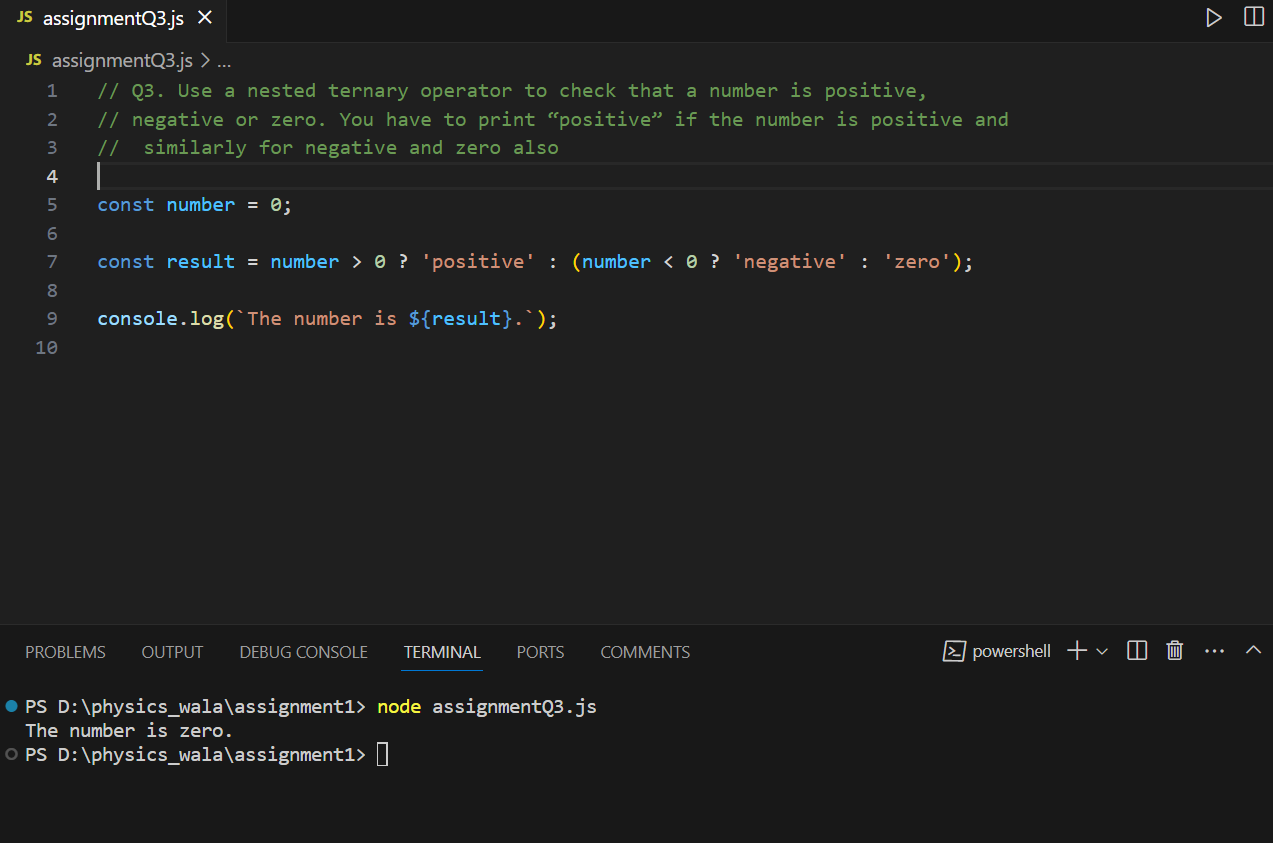 JS assignmentQ3.js ×
JS assignmentQ3.js > ...
1 // Q3. Use a nested ternary operator to check that a number is positive,
2 // negative or zero. You have to print “positive” if the number is positive and
3 //  similarly for negative and zero also
4
5 const number = 0;
6
7 const result = number > 0 ? 'positive' : (number < 0 ? 'negative' : 'zero');
8
9 console.log(`The number is ${result}.`);
10
PROBLEMS OUTPUT DEBUG CONSOLE TERMINAL PORTS COMMENTS powershell
PS D:\physics_wala\assignment1> node assignmentQ3.js
The number is zero.
PS D:\physics_wala\assignment1>